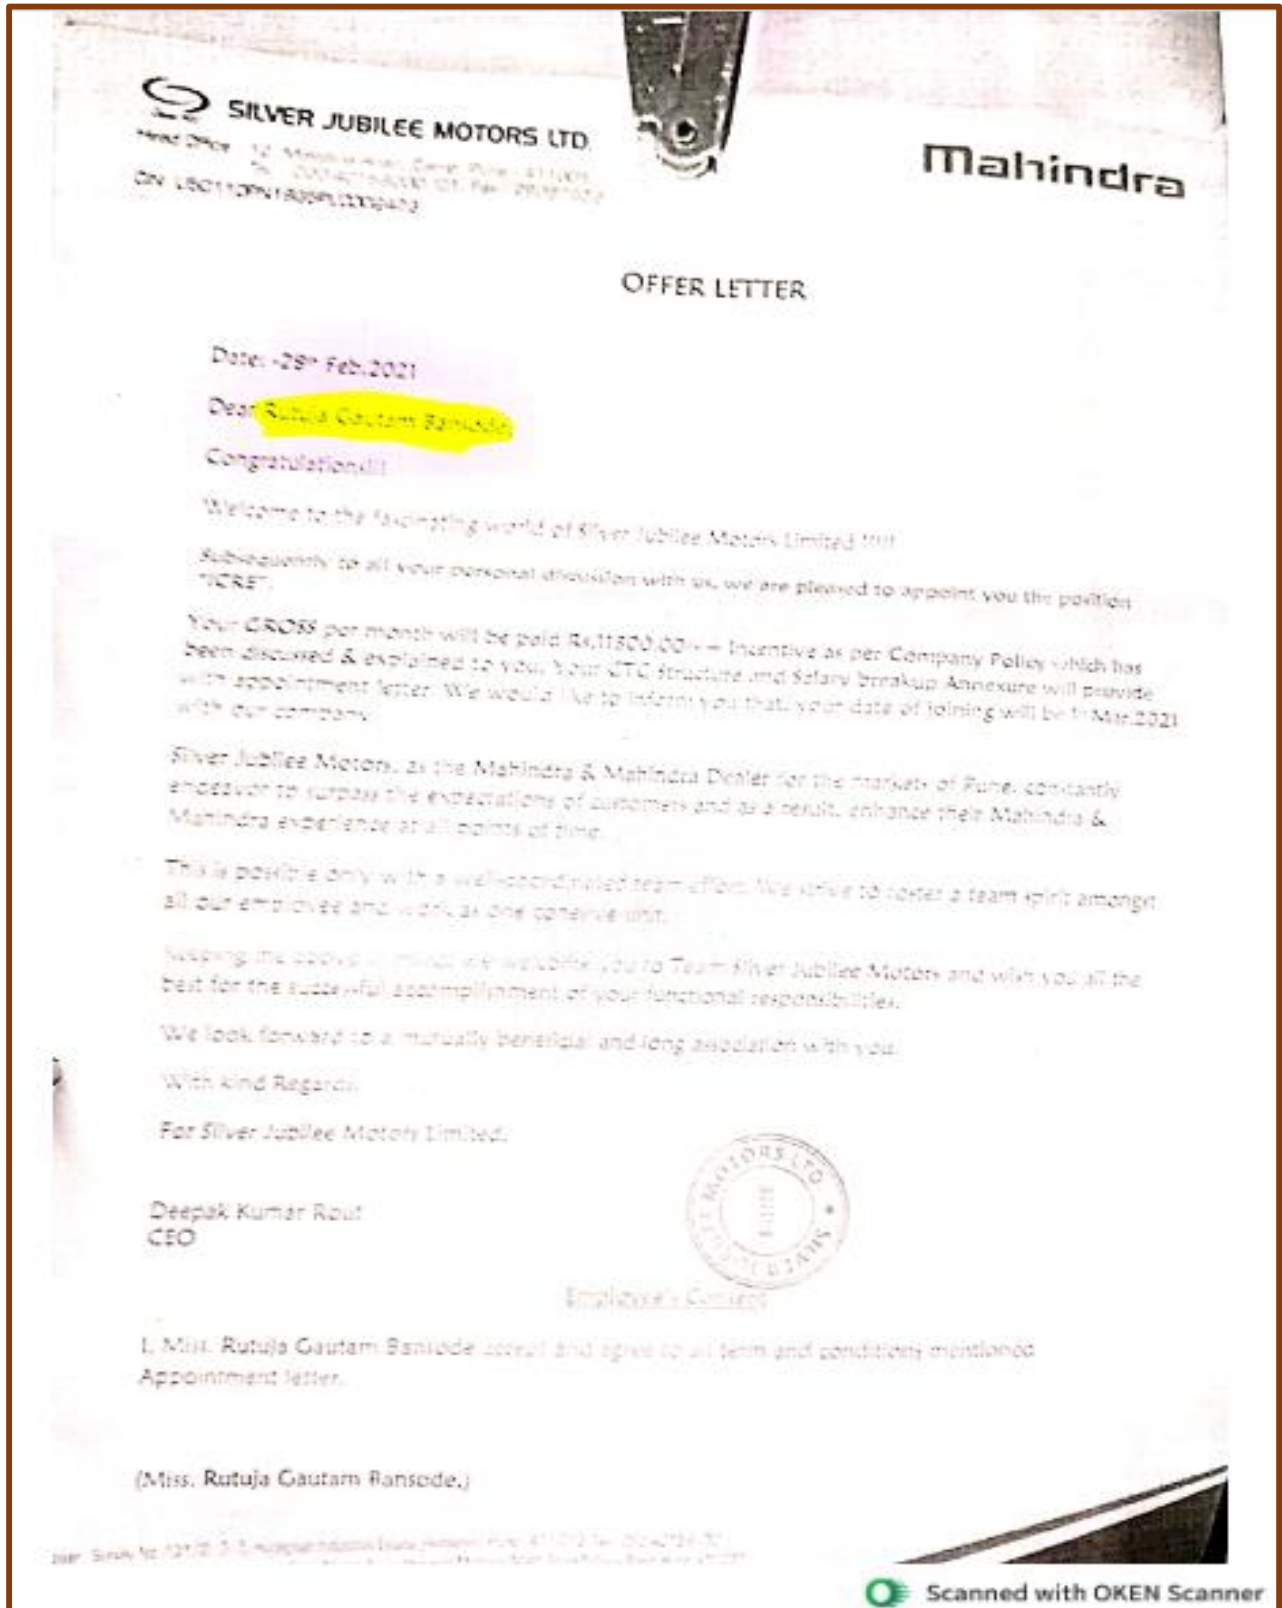 SILVER JUBILEE MOTORS LTD.
Mahindra
Head Office
OFFER LETTER
Date: -28th Feb.2021
Dear Rutuja Gautam Bansode,
Congratulations!!!
Welcome to the fascinating world of Silver Jubilee Motors Limited !!!!
Subsequently to all your personal discussion with us, we are pleased to appoint you the position
Your GROSS per month will be paid Incentive as per Company Policy which has
been discussed & explained to you. Your CTC Structure and Salary breakup Annexure will provide
with appointment letter. We would like to inform you that, your date of joining will be Mar.2021
with our company.
Silver Jubilee Motors, as the Mahindra & Mahindra Dealer for the markets of Pune, constantly
endeavor to surpass the expectations of customers and as a result, enhance their Mahindra &
Mahindra experience at all points of time.
This is possible only with a well-coordinated team effort. We strive to foster a team spirit amongst
all our employee and work as one cohesive unit.
Keeping the above in mind, we welcome you to Team Silver Jubilee Motors and wish you all the
best for the successful accomplishment of your functional responsibilities.
We look forward to a mutually beneficial and long association with you.
With kind Regards,
For Silver Jubilee Motors Limited.
MOTORS LTD. * SILVER
Deepak Kumar Rout
CEO
Employee's Consent
I, Miss. Rutuja Gautam Bansode accept and agree to all term and conditions mentioned
Appointment letter.
(Miss. Rutuja Gautam Bansode.)
Scanned with OKEN Scanner